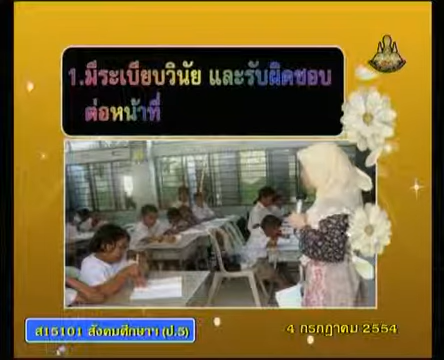 1.มีระเบียบวินัย และรับผิดชอบ
ต่อหน้าที่
ส15101 สังคมศึกษาฯ (ป.5)
4 กรกฎาคม 2554